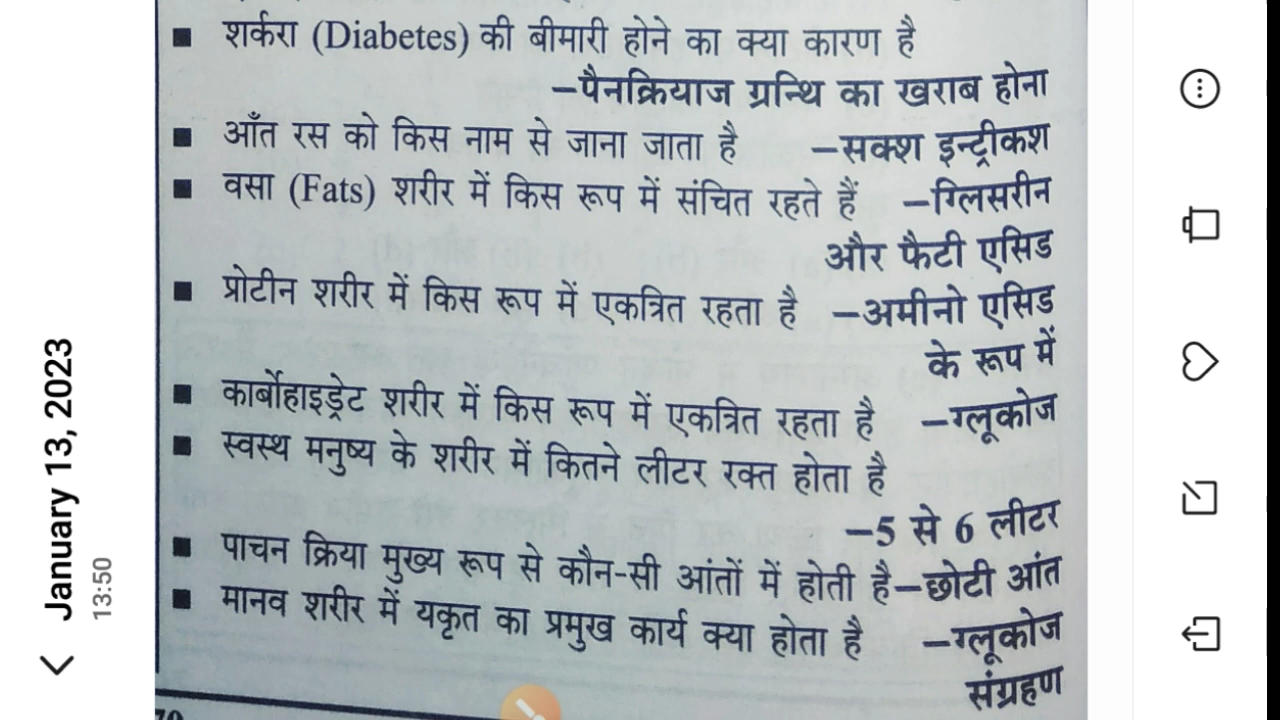 ■ शर्करा (Diabetes) की बीमारी होने का क्या कारण है
–पैनक्रियाज ग्रन्थि का खराब होना
■ आँत रस को किस नाम से जाना जाता है –सक्श इन्ट्रीकश
■ वसा (Fats) शरीर में किस रूप में संचित रहते हैं –ग्लिसरीन
और फैटी एसिड
■ प्रोटीन शरीर में किस रूप में एकत्रित रहता है –अमीनो एसिड
के रूप में
■ कार्बोहाइड्रेट शरीर में किस रूप में एकत्रित रहता है –ग्लूकोज
■ स्वस्थ मनुष्य के शरीर में कितने लीटर रक्त होता है
–5 से 6 लीटर
■ पाचन क्रिया मुख्य रूप से कौन-सी आंतों में होती है–छोटी आंत
■ मानव शरीर में यकृत का प्रमुख कार्य क्या होता है –ग्लूकोज
संग्रहण
January 13, 2023
13:50